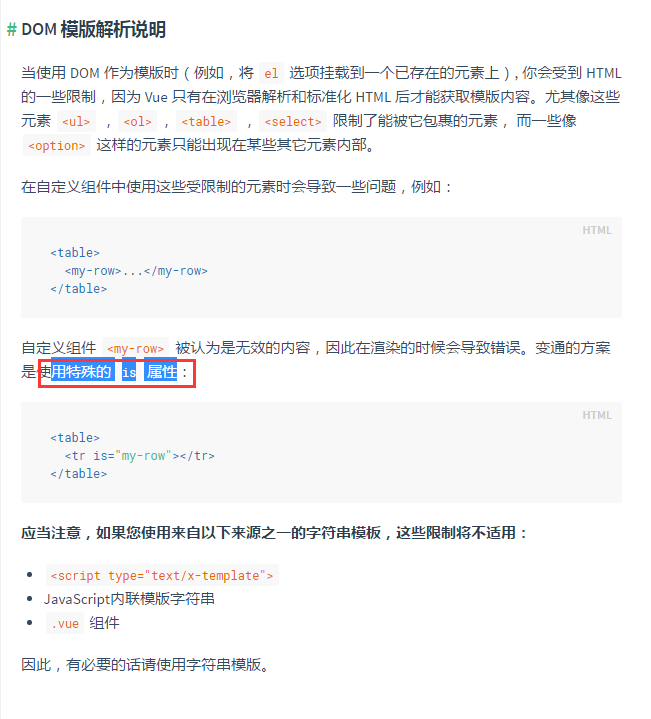 # DOM 模版解析说明
当使用 DOM 作为模版时（例如，将 el 选项挂载到一个已存在的元素上）, 你会受到 HTML
的一些限制，因为 Vue 只有在浏览器解析和标准化 HTML 后才能获取模版内容。尤其像这些
元素 <ul> ，<ol>，<table> ，<select> 限制了能被它包裹的元素， 而一些像
<option> 这样的元素只能出现在某些其它元素内部。
在自定义组件中使用这些受限制的元素时会导致一些问题，例如：
HTML
<table>
<my-row>...</my-row>
</table>
自定义组件 <my-row> 被认为是无效的内容，因此在渲染的时候会导致错误。变通的方案
是使用特殊的 is 属性：
HTML
<table>
<tr is="my-row"></tr>
</table>
应当注意，如果您使用来自以下来源之一的字符串模板，这些限制将不适用：
• <script type="text/x-template">
• JavaScript内联模版字符串
• .vue 组件
因此，有必要的话请使用字符串模版。